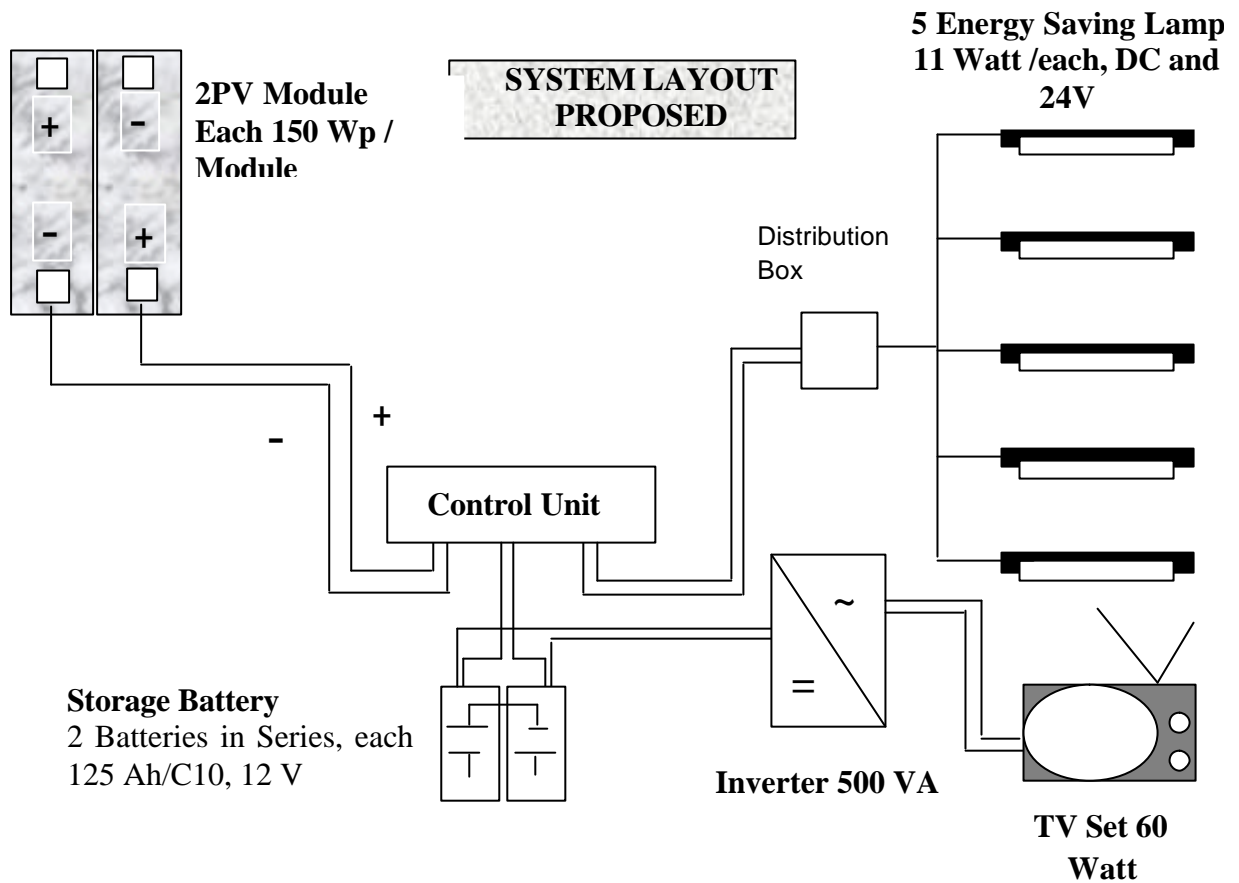 5 Energy Saving Lamp
11 Watt /each, DC and
24V
SYSTEM LAYOUT
PROPOSED
2PV Module
Each 150 Wp /
Module
+ -
- +
Distribution
Box
+
-
Control Unit
~
=
Storage Battery
2 Batteries in Series, each
125 Ah/C10, 12 V
Inverter 500 VA
TV Set 60
Watt